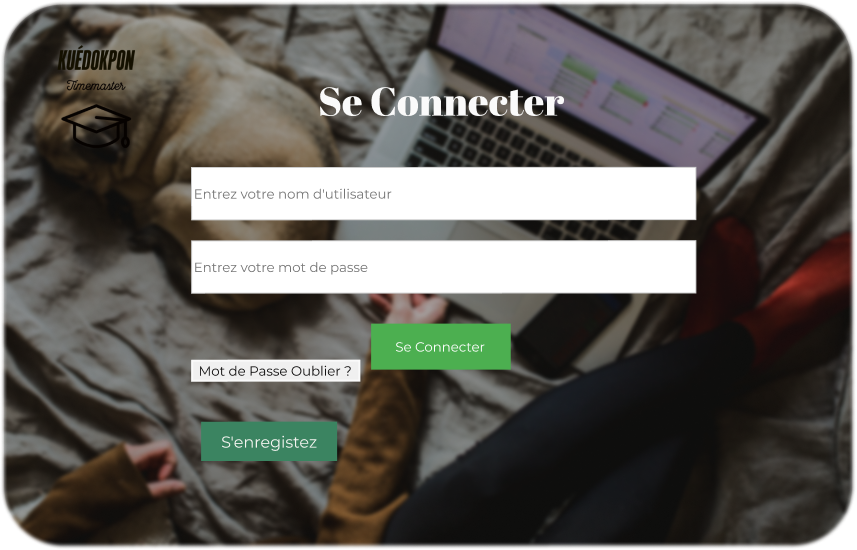 KUÉDOKPON
Timemaster
Se Connecter
Entrez votre nom d'utilisateur
Entrez votre mot de passe
Se Connecter
Mot de Passe Oublier ?
S'enregistez